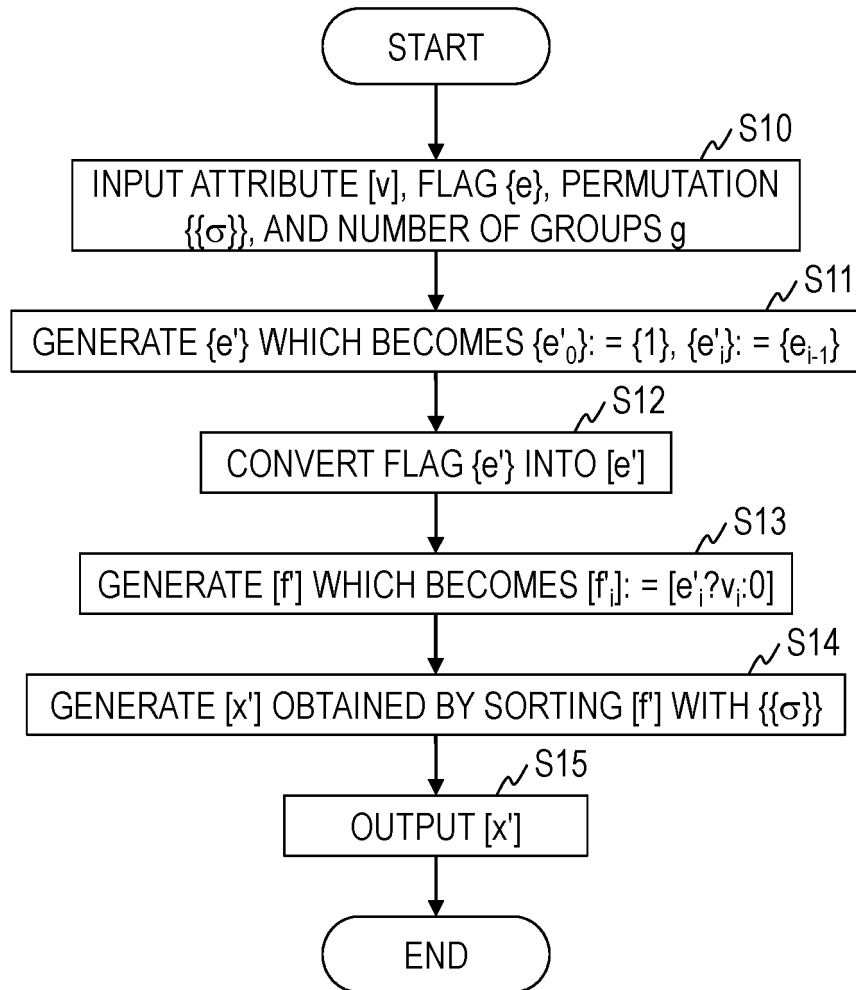 START
S10
INPUT ATTRIBUTE [v], FLAG {e}, PERMUTATION
{{σ}}, AND NUMBER OF GROUPS g
S11
GENERATE {e'} WHICH BECOMES {e'₀}: = {1}, {e'ᵢ}: = {eᵢ₋₁}
S12
CONVERT FLAG {e'} INTO [e']
S13
GENERATE [f'] WHICH BECOMES [f'ᵢ]: = [e'ᵢ?vᵢ:0]
S14
GENERATE [x'] OBTAINED BY SORTING [f'] WITH {{σ}}
S15
OUTPUT [x']
END